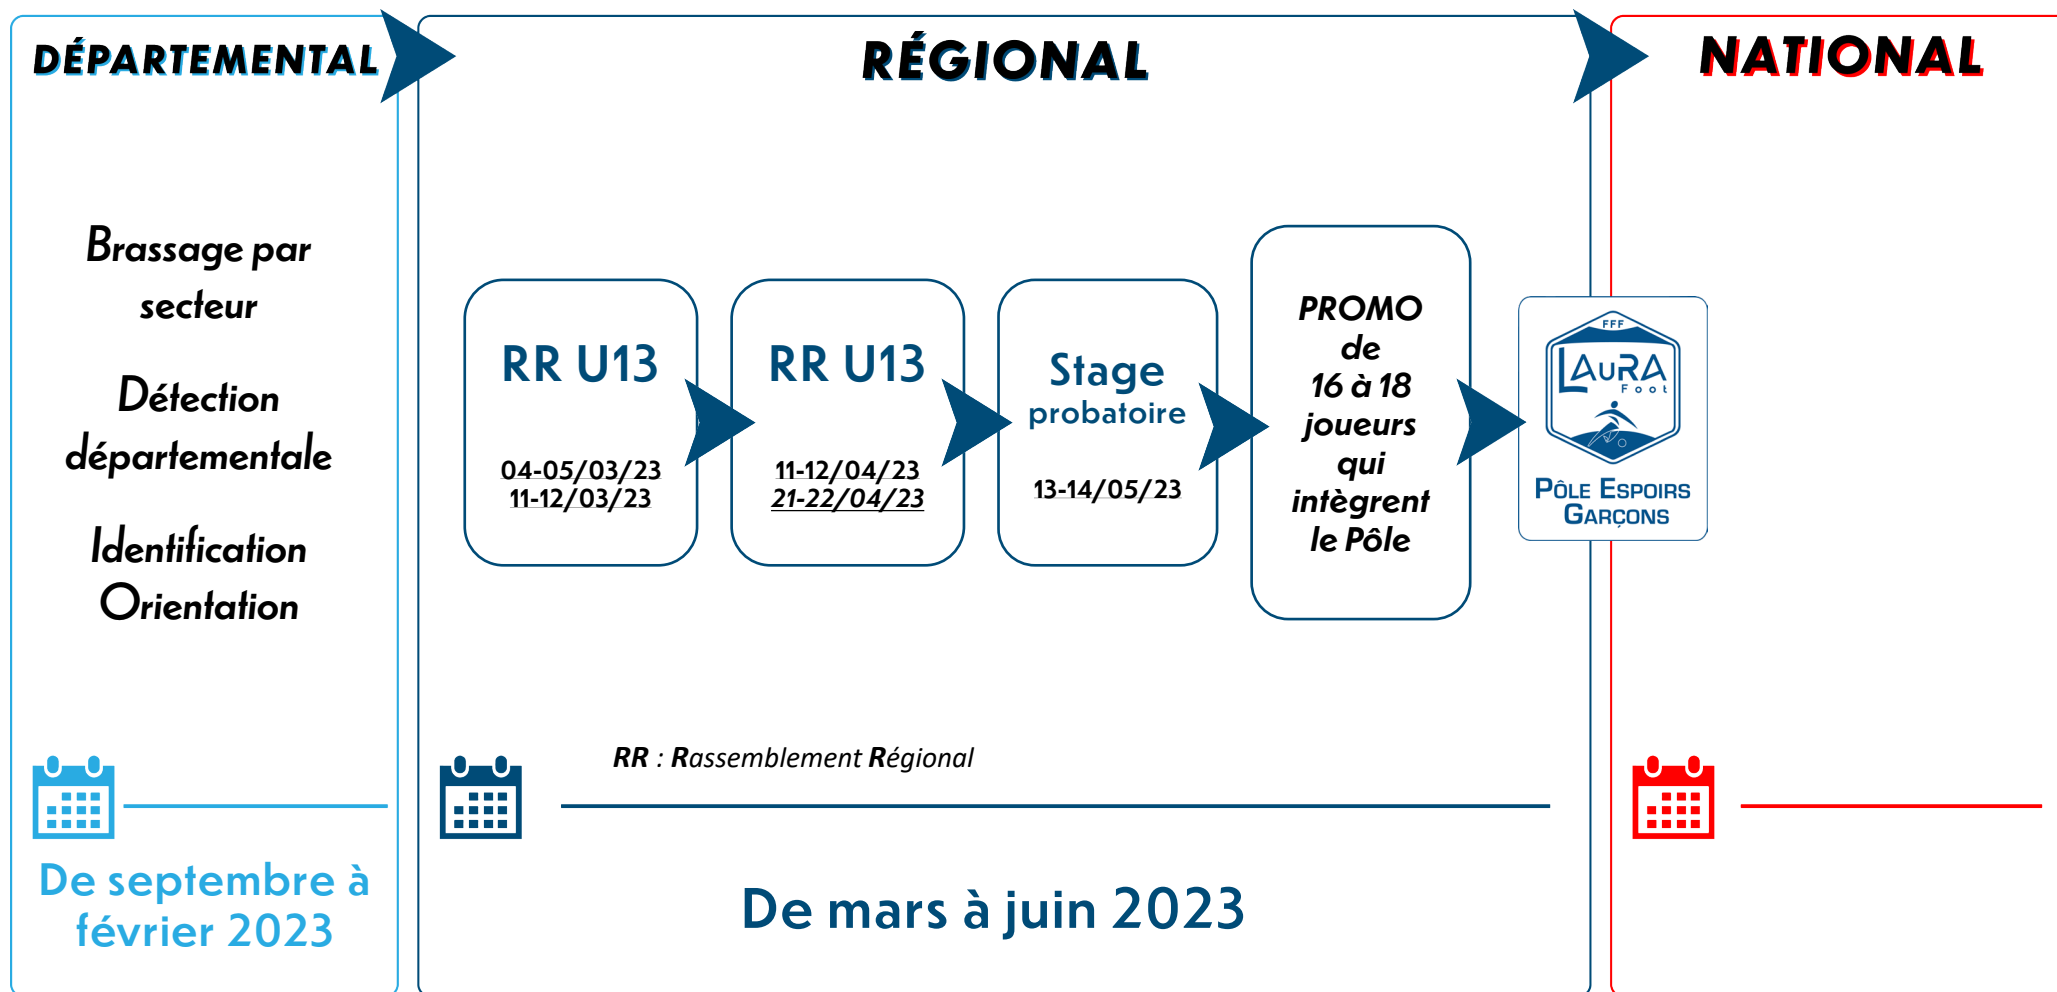 DÉPARTEMENTAL
Brassage par
secteur
Détection
départementale
Identification
Orientation
De septembre à
février 2023
RÉGIONAL
RR U13
04-05/03/23
11-12/03/23
RR U13
11-12/04/23
21-22/04/23
Stage
probatoire
13-14/05/23
PROMO
de
16 à 18
joueurs
qui
intègrent
le Pôle
FFF
LAuRA
Foot
PÔLE ESPOIRS
GARÇONS
RR : Rassemblement Régional
De mars à juin 2023
NATIONAL